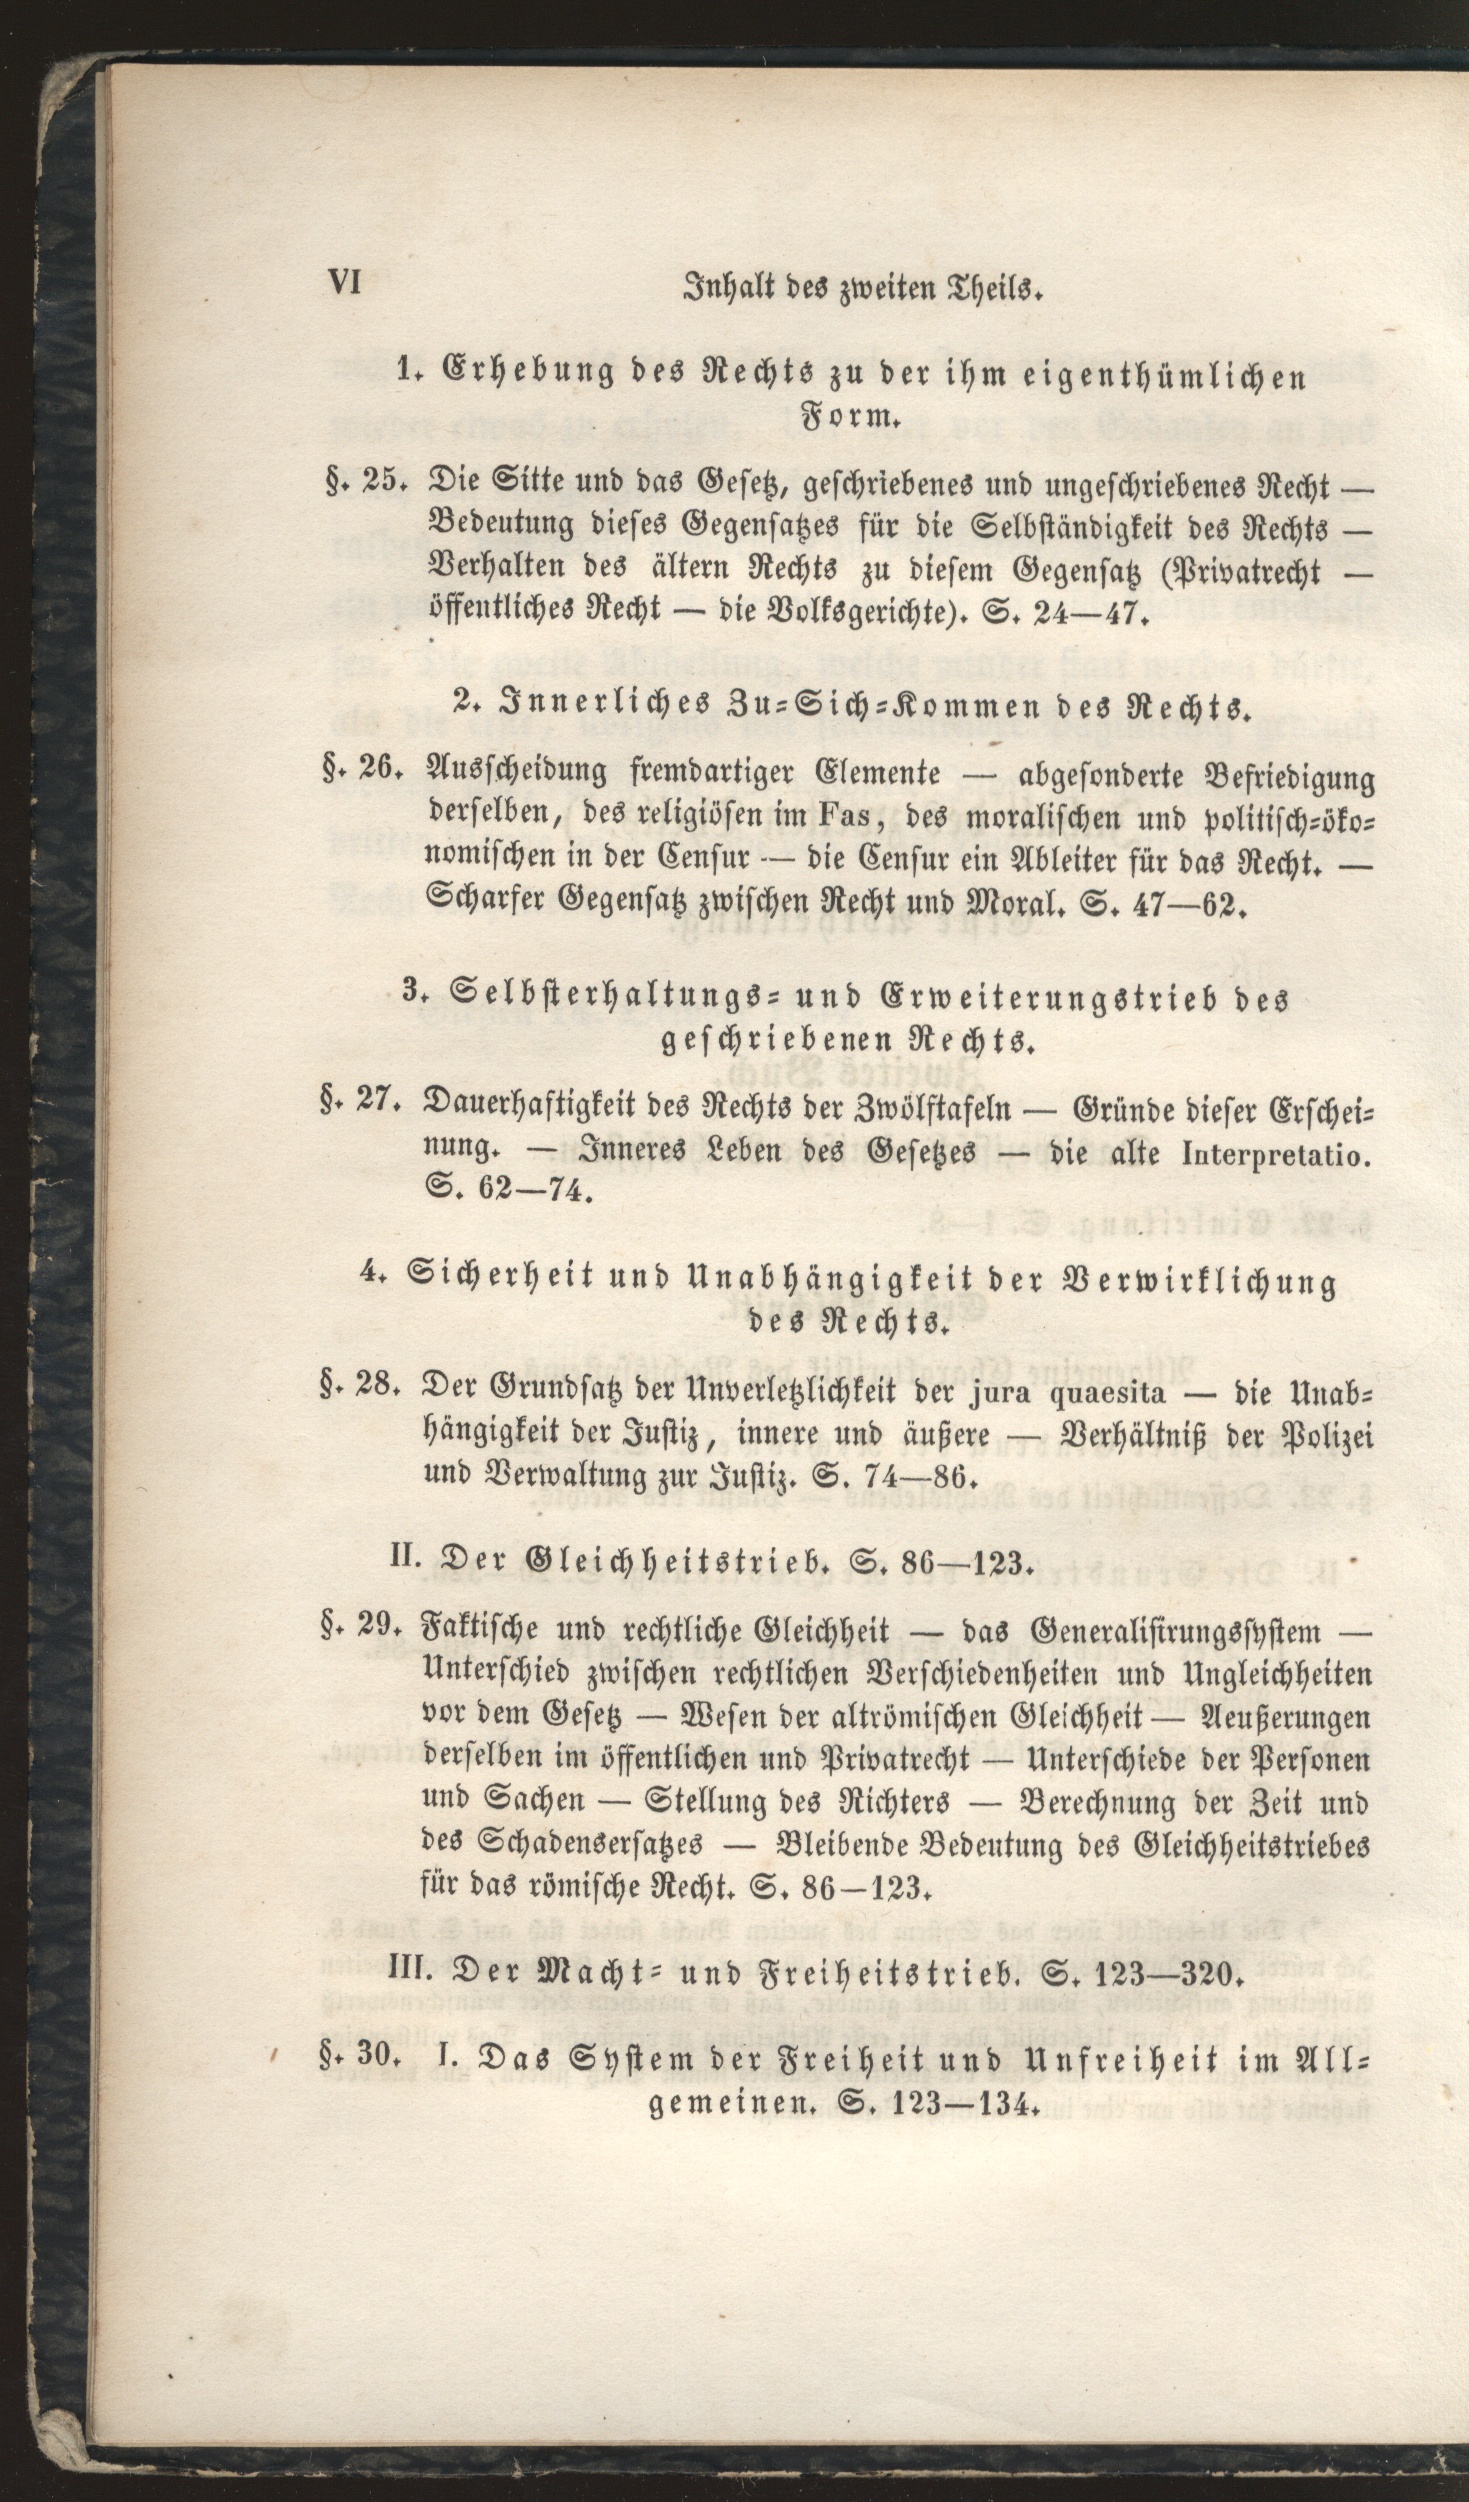 VI
Inhalt des zweiten Theils.
1. Erhebung des Rechts zu der ihm eigenthümlichen
Form.
§. 25. Die Sitte und das Gesetz, geschriebenes und ungeschriebenes Recht —
Bedeutung dieses Gegensatzes für die Selbständigkeit des Rechts —
Verhalten des ältern Rechts zu diesem Gegensatz (Privatrecht —
öffentliches Recht — die Volksgerichte). S. 24—47.
2. Innerliches Zu-Sich-Kommen des Rechts.
§. 26. Ausscheidung fremdartiger Elemente — abgesonderte Befriedigung
derselben, des religiösen im Fas, des moralischen und politisch-öko-
nomischen in der Censur — die Censur ein Ableiter für das Recht. —
Scharfer Gegensatz zwischen Recht und Moral. S. 47—62.
3. Selbsterhaltungs- und Erweiterungstrieb des
geschriebenen Rechts.
§. 27. Dauerhaftigkeit des Rechts der Zwölftafeln — Gründe dieser Erschei-
nung. — Inneres Leben des Gesetzes — die alte Interpretatio.
S. 62—74.
4. Sicherheit und Unabhängigkeit der Verwirklichung
des Rechts.
§. 28. Der Grundsatz der Unverletzlichkeit der jura quaesita — die Unab-
hängigkeit der Justiz, innere und äußere — Verhältniß der Polizei
und Verwaltung zur Justiz. S. 74—86.
II. Der Gleichheitstrieb. S. 86—123.
§. 29. Faktische und rechtliche Gleichheit — das Generalisirungssystem —
Unterschied zwischen rechtlichen Verschiedenheiten und Ungleichheiten
vor dem Gesetz — Wesen der altrömischen Gleichheit — Aeußerungen
derselben im öffentlichen und Privatrecht — Unterschiede der Personen
und Sachen — Stellung des Richters — Berechnung der Zeit und
des Schadensersatzes — Bleibende Bedeutung des Gleichheitstriebes
für das römische Recht. S. 86—123.
III. Der Macht- und Freiheitstrieb. S. 123—320.
§. 30. I. Das System der Freiheit und Unfreiheit im All-
gemeinen. S. 123—134.